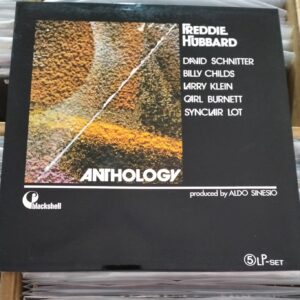 FREDDIE
HUBBARD
DAVID SCHNITTER
BILLY CHILDS
LARRY KLEIN
CARL BURNETT
SYNCLAIR LOT
ANTHOLOGY
blackshell
produced by ALDO SINESIO
5 LP-SET